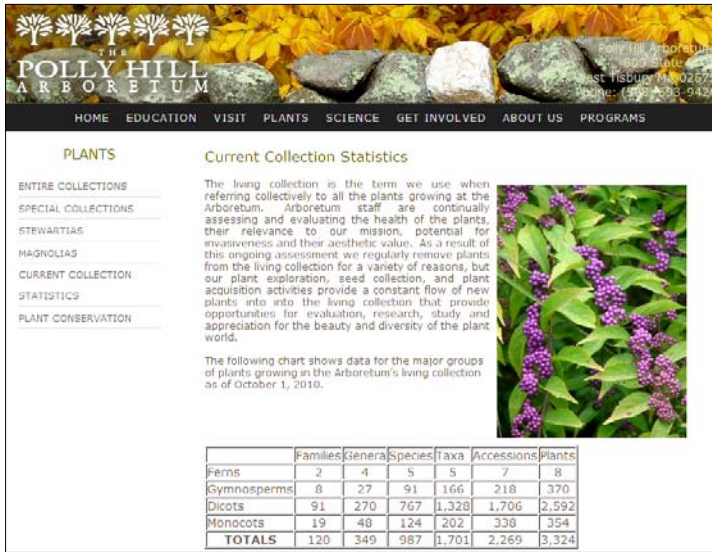 THE
POLLY HILL
ARBORETUM
Polly Hill Arboretum
809 State
West Tisbury MA 02575
HOME EDUCATION VISIT PLANTS SCIENCE GET INVOLVED ABOUT US PROGRAMS
PLANTS
ENTIRE COLLECTIONS
SPECIAL COLLECTIONS
STEWARTIAS
MAGNOLIAS
CURRENT COLLECTION
STATISTICS
PLANT CONSERVATION
Current Collection Statistics
The living collection is the term we use when
referring collectively to all the plants growing at the
Arboretum. Arboretum staff are continually
assessing and evaluating the health of the plants,
their relevance to our mission, potential for
invasiveness and their aesthetic value. As a result of
this ongoing assessment we regularly remove plants
from the living collection for a variety of reasons, but
our plant exploration, seed collection, and plant
acquisition activities provide a constant flow of new
plants into into the living collection that provide
opportunities for evaluation, research, study and
appreciation for the beauty and diversity of the plant
world.
The following chart shows data for the major groups
of plants growing in the Arboretum's living collection
as of October 1, 2010.
Families Genera Species Taxa Accessions Plants
Ferns 2 4 5 5 7 8
Gymnosperms 8 27 91 166 218 370
Dicots 91 270 767 1,328 1,706 2,592
Monocots 19 48 124 202 338 354
TOTALS 120 349 987 1,701 2,269 3,324